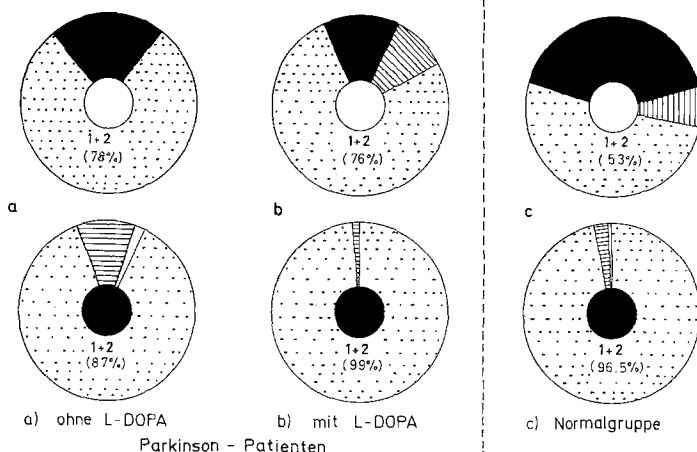 1+2
(78%)
a
1+2
(76%)
b
1+2
(53%)
c
1+2
(87%)
1+2
(99%)
1+2
(96.5%)
a) ohne L-DOPA
b) mit L-DOPA
c) Normalgruppe
Parkinson - Patienten